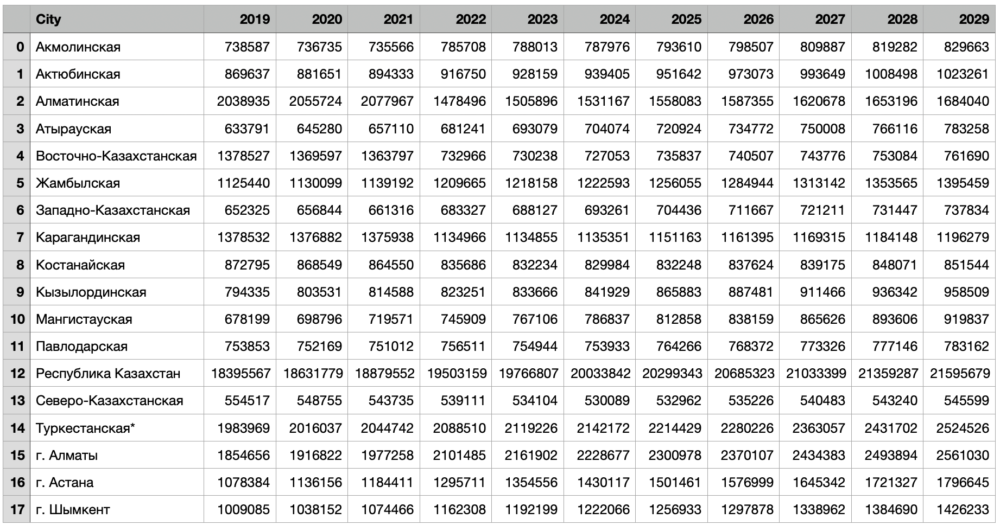 City 2019 2020 2021 2022 2023 2024 2025 2026 2027 2028 2029
0 Акмолинская 738587 736735 735566 785708 788013 787976 793610 798507 809887 819282 829663
1 Актюбинская 869637 881651 894333 916750 928159 939405 951642 973073 993649 1008498 1023261
2 Алматинская 2038935 2055724 2077967 1478496 1505896 1531167 1558083 1587355 1620678 1653196 1684040
3 Атырауская 633791 645280 657110 681241 693079 704074 720924 734772 750008 766116 783258
4 Восточно-Казахстанская 1378527 1369597 1363797 732966 730238 727053 735837 740507 743776 753084 761690
5 Жамбылская 1125440 1130099 1139192 1209665 1218158 1222593 1256055 1284944 1313142 1353565 1395459
6 Западно-Казахстанская 652325 656844 661316 683327 688127 693261 704436 711667 721211 731447 737834
7 Карагандинская 1378532 1376882 1375938 1134966 1134855 1135351 1151163 1161395 1169315 1184148 1196279
8 Костанайская 872795 868549 864550 835686 832234 829984 832248 837624 839175 848071 851544
9 Кызылординская 794335 803531 814588 823251 833666 841929 865883 887481 911466 936342 958509
10 Мангистауская 678199 698796 719571 745909 767106 786837 812858 838159 865626 893606 919837
11 Павлодарская 753853 752169 751012 756511 754944 753933 764266 768372 773326 777146 783162
12 Республика Казахстан 18395567 18631779 18879552 19503159 19766807 20033842 20299343 20685323 21033399 21359287 21595679
13 Северо-Казахстанская 554517 548755 543735 539111 534104 530089 532962 535226 540483 543240 545599
14 Туркестанская* 1983969 2016037 2044742 2088510 2119226 2142172 2214429 2280226 2363057 2431702 2524526
15 г. Алматы 1854656 1916822 1977258 2101485 2161902 2228677 2300978 2370107 2434383 2493894 2561030
16 г. Астана 1078384 1136156 1184411 1295711 1354556 1430117 1501461 1576999 1645342 1721327 1796645
17 г. Шымкент 1009085 1038152 1074466 1162308 1192199 1222066 1256933 1297878 1338962 1384690 1426233